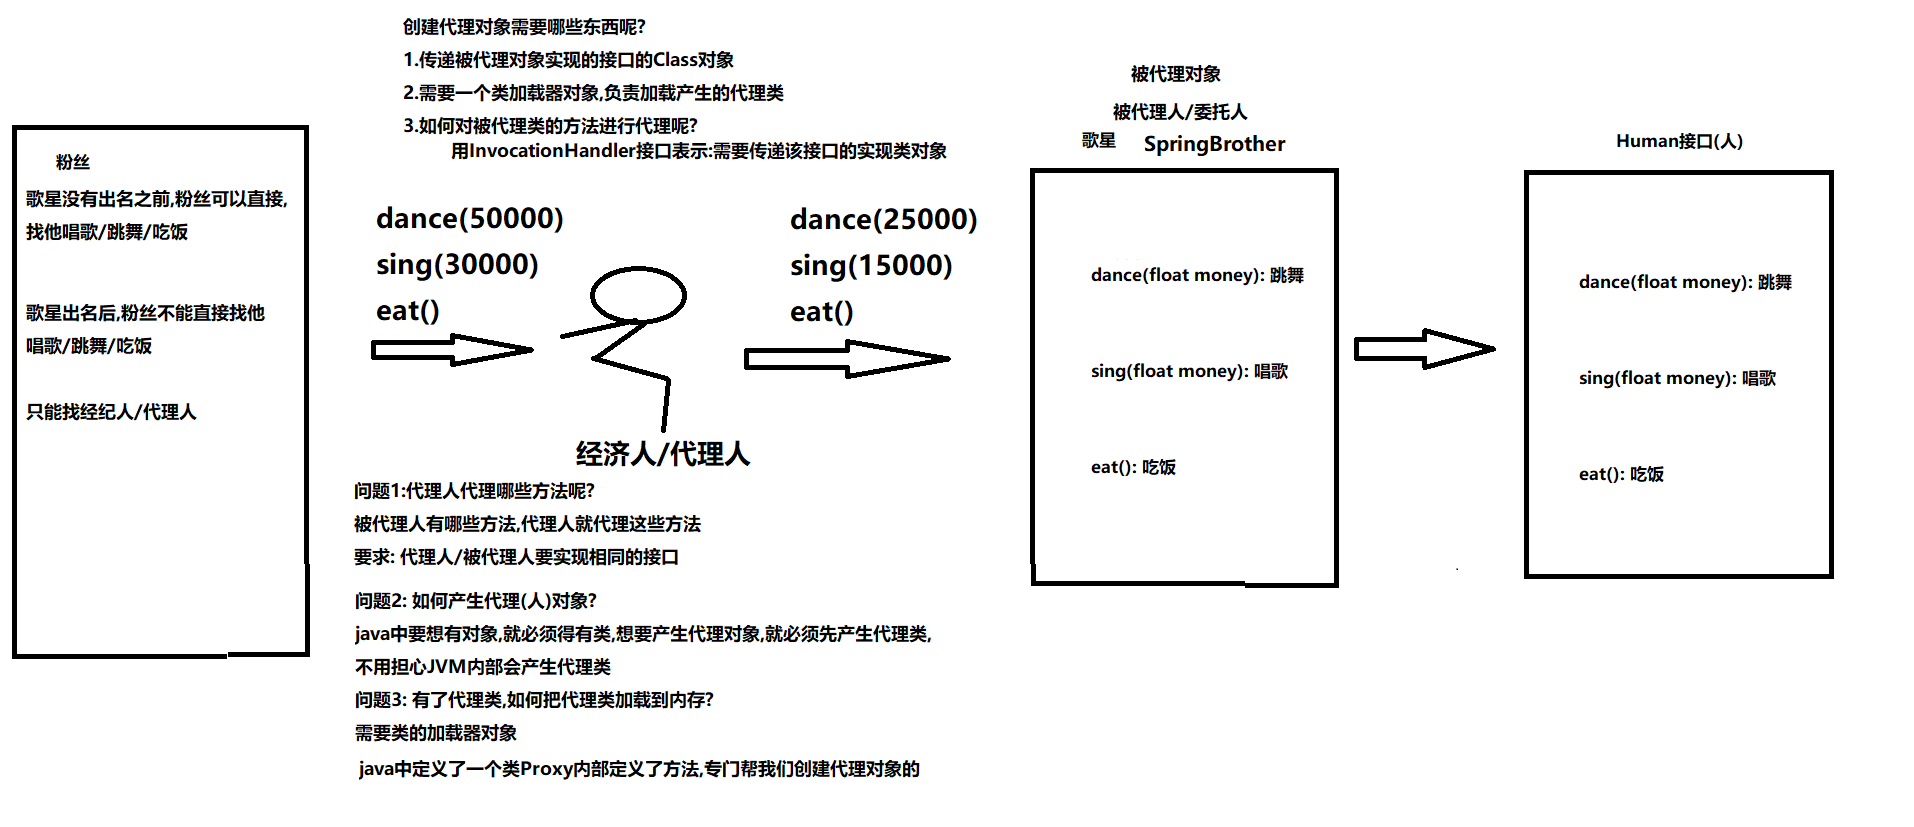 创建代理对象需要哪些东西呢?
1.传递被代理对象实现的接口的Class对象
2.需要一个类加载器对象,负责加载产生的代理类
3.如何对被代理类的方法进行代理呢?
用InvocationHandler接口表示:需要传递该接口的实现类对象
粉丝
歌星没有出名之前,粉丝可以直接,
找他唱歌/跳舞/吃饭
歌星出名后,粉丝不能直接找他
唱歌/跳舞/吃饭
只能找经纪人/代理人
dance(50000)
sing(30000)
eat()
经济人/代理人
dance(25000)
sing(15000)
eat()
问题1:代理人代理哪些方法呢?
被代理人有哪些方法,代理人就代理这些方法
要求: 代理人/被代理人要实现相同的接口
问题2: 如何产生代理(人)对象?
java中要想有对象,就必须得有类,想要产生代理对象,就必须先产生代理类,
不用担心JVM内部会产生代理类
问题3: 有了代理类,如何把代理类加载到内存?
需要类的加载器对象
java中定义了一个类Proxy内部定义了方法,专门帮我们创建代理对象的
被代理对象
被代理人/委托人
歌星 SpringBrother
dance(float money): 跳舞
sing(float money): 唱歌
eat(): 吃饭
Human接口(人)
dance(float money): 跳舞
sing(float money): 唱歌
eat(): 吃饭